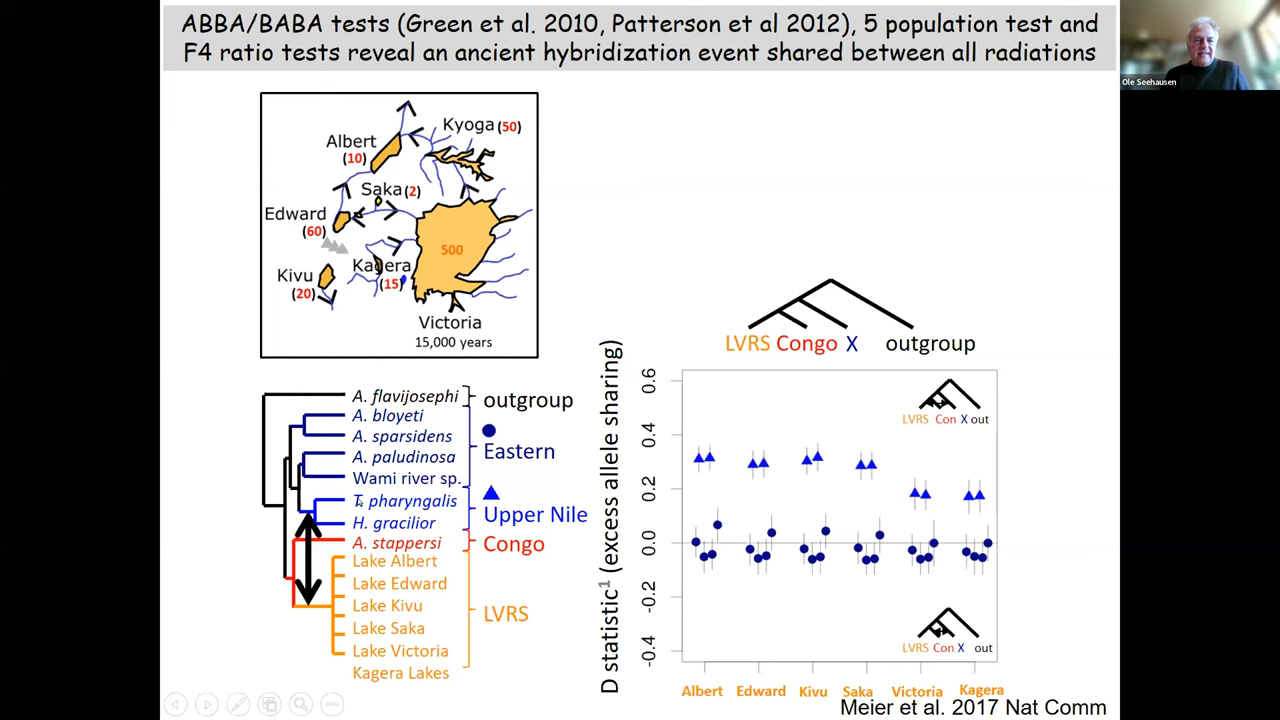 ABBA/BABA tests (Green et al. 2010, Patterson et al 2012), 5 population test and
F4 ratio tests reveal an ancient hybridization event shared between all radiations
Ole Seehausen
Albert
(10)
Kyoga (50)
Saka (2)
Edward
(60)
500
Kagera
(15)
Kivu
(20)
Victoria
15,000 years
A. flavijosephi
A. bloyeti
A. sparsidens
A. paludinosa
Wami river sp.
T. pharyngalis
H. gracilior
A. stappersi
Lake Albert
Lake Edward
Lake Kivu
Lake Saka
Lake Victoria
Kagera Lakes
outgroup
Eastern
Upper Nile
Congo
LVRS
LVRS Congo X outgroup
D statistic¹ (excess allele sharing)
0.6
0.4
0.2
0.0
-0.2
-0.4
LVRS Con X out
LVRS Con X out
Albert Edward Kivu Saka Victoria Kagera
Meier et al. 2017 Nat Comm